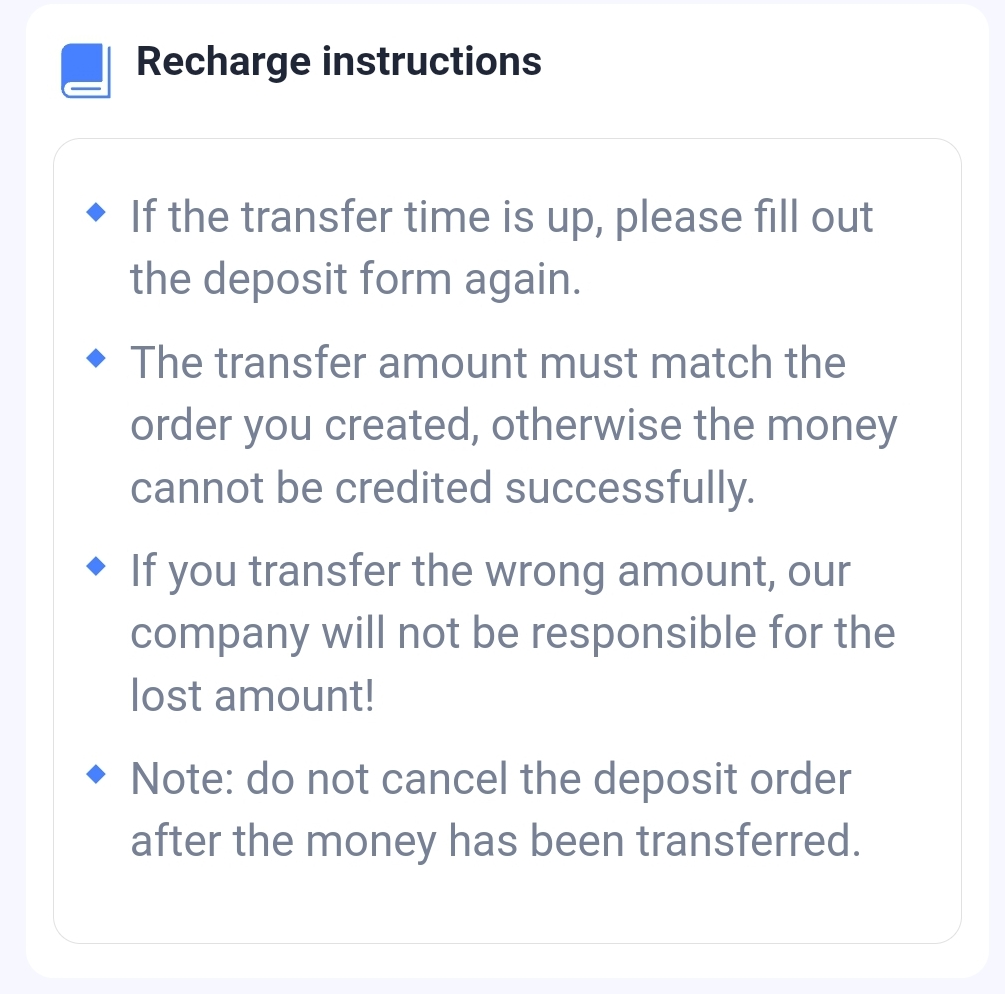 Recharge instructions
If the transfer time is up, please fill out
the deposit form again.
The transfer amount must match the
order you created, otherwise the money
cannot be credited successfully.
If you transfer the wrong amount, our
company will not be responsible for the
lost amount!
Note: do not cancel the deposit order
after the money has been transferred.